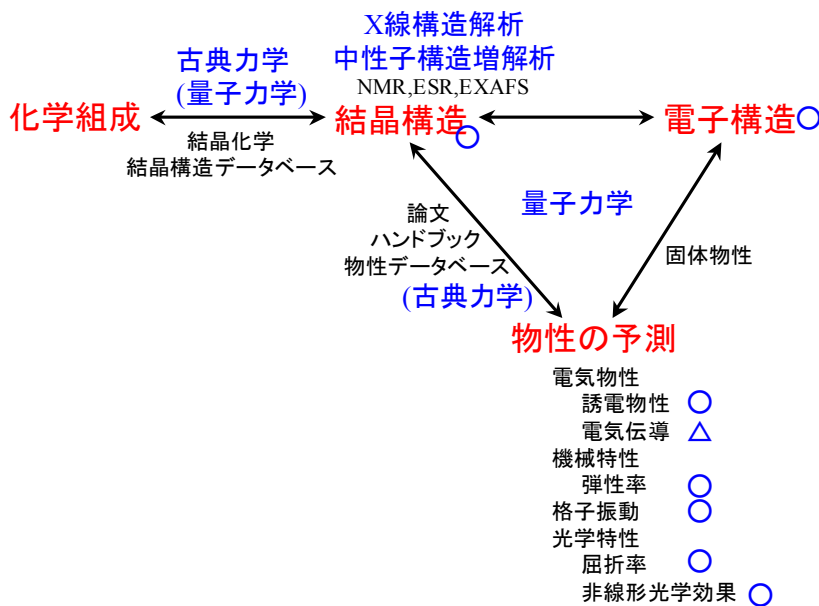 X線構造解析
中性子構造増解析
NMR,ESR,EXAFS
古典力学
(量子力学)
化学組成
結晶構造
電子構造○
結晶化学
結晶構造データベース
○
論文
ハンドブック
物性データベース
(古典力学)
量子力学
固体物性
物性の予測
電気物性
誘電物性 ○
電気伝導 △
機械特性
弾性率 ○
格子振動 ○
光学特性
屈折率 ○
非線形光学効果 ○